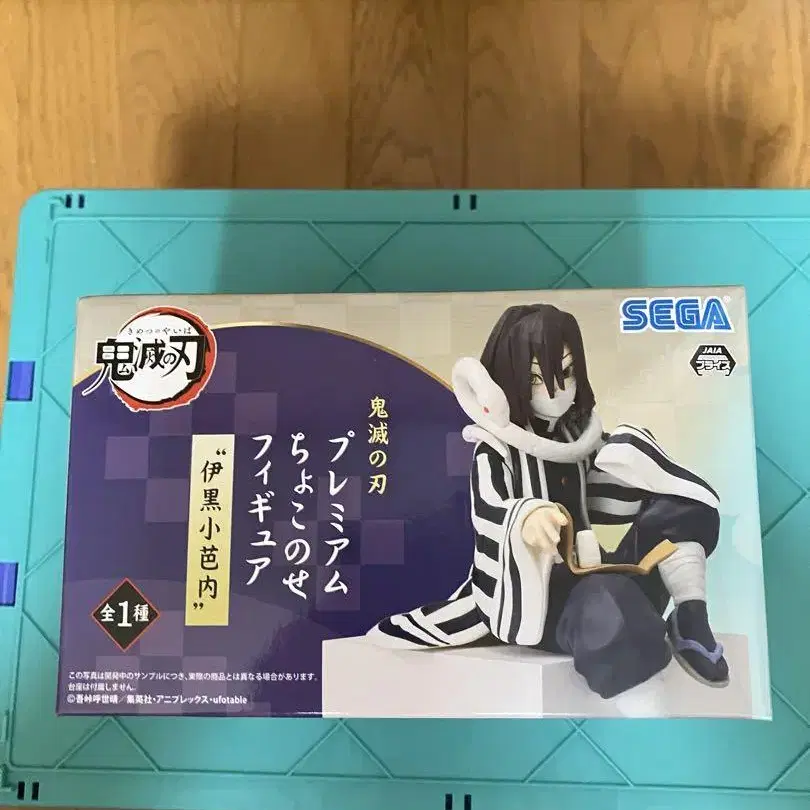 きめつのやいば
鬼滅の刃
SEGA
JAIA
プライズ
鬼滅の刃
プレミアム
ちょこのせ
フィギュア
“伊黒小芭内”
全1種
この写真は開発中のサンプルにつき、実際の商品とは異なる場合があります。
台座は付属しません。
©吾峠呼世晴／集英社・アニプレックス・ufotable